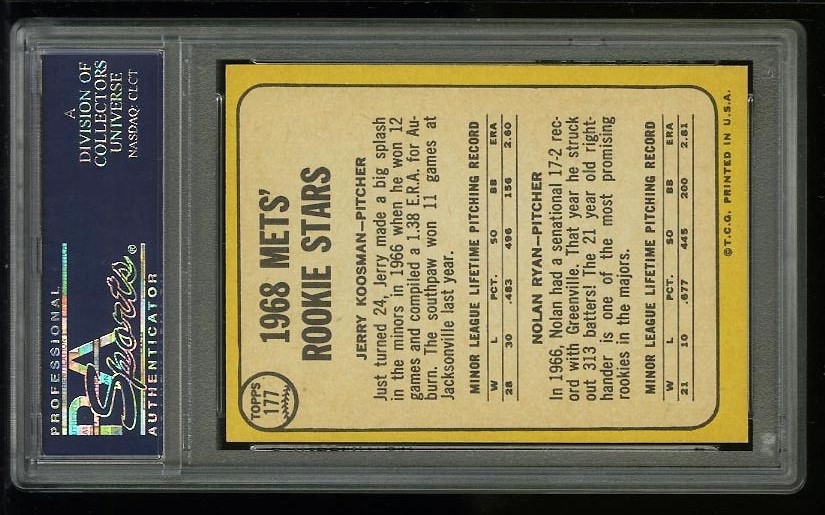 PROFESSIONAL
PSA
Sports®
AUTHENTICATOR
A
DIVISION OF
COLLECTORS
UNIVERSE
NASDAQ: CLCT
TOPPS
177
1968 METS'
ROOKIE STARS
JERRY KOOSMAN—PITCHER
Just turned 24, Jerry made a big splash
in the minors in 1966 when he won 12
games and compiled a 1.38 E.R.A. for Au-
burn. The southpaw won 11 games at
Jacksonville last year.
MINOR LEAGUE LIFETIME PITCHING RECORD
W L PCT. SO BB ERA
28 30 .483 496 156 2.60
NOLAN RYAN—PITCHER
In 1966, Nolan had a senational 17-2 rec-
ord with Greenville. That year he struck
out 313 batters! The 21 year old right-
hander is one of the most promising
rookies in the majors.
MINOR LEAGUE LIFETIME PITCHING RECORD
W L PCT. SO BB ERA
21 10 .677 445 200 2.81
©T.C.G. PRINTED IN U.S.A.